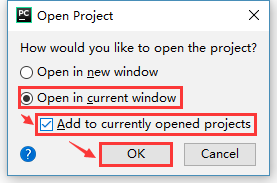 PC Open Project
How would you like to open the project?
Open in new window
Open in current window
Add to currently opened projects
? OK Cancel